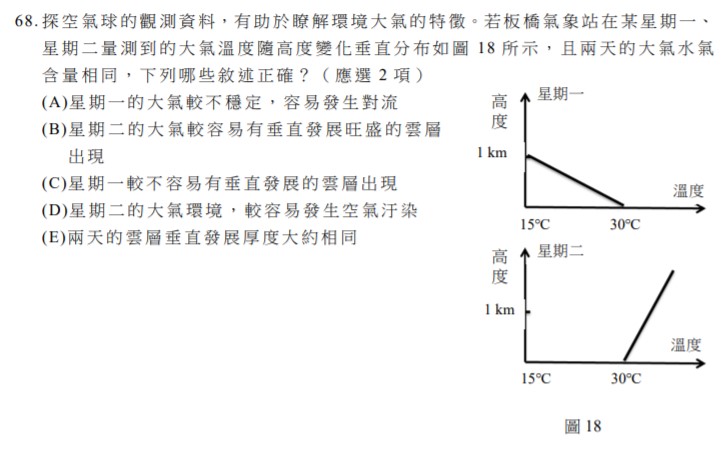 68.探空氣球的觀測資料，有助於瞭解環境大氣的特徵。若板橋氣象站在某星期一、
星期二量測到的大氣溫度隨高度變化垂直分布如圖 18 所示，且兩天的大氣水氣
含量相同，下列哪些敘述正確？（應選 2 項）
(A)星期一的大氣較不穩定，容易發生對流
(B)星期二的大氣較容易有垂直發展旺盛的雲層
出現
(C)星期一較不容易有垂直發展的雲層出現
(D)星期二的大氣環境，較容易發生空氣汙染
(E)兩天的雲層垂直發展厚度大約相同
高度
星期一
1 km
溫度
15℃
30℃
高度
星期二
1 km
溫度
15℃
30℃
圖 18